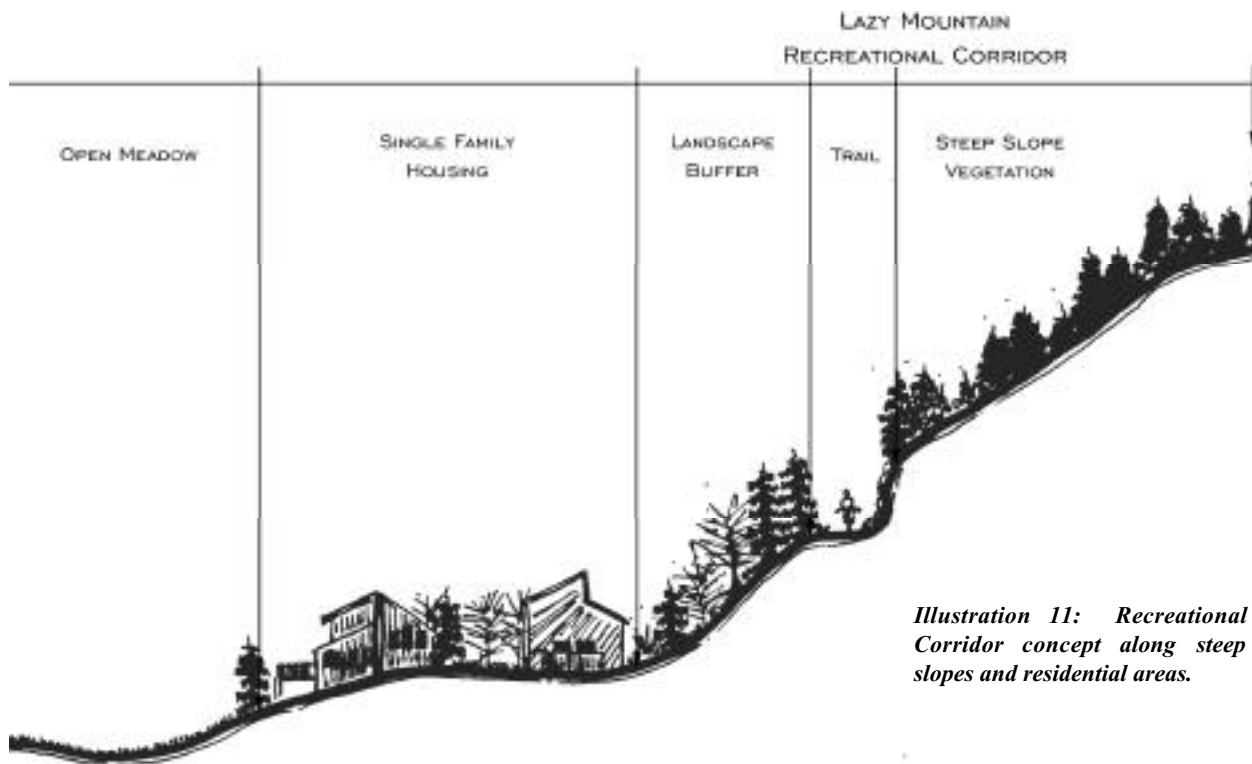 LAZY MOUNTAIN
RECREATIONAL CORRIDOR
OPEN MEADOW
SINGLE FAMILY
HOUSING
LANDSCAPE
BUFFER
TRAIL
STEEP SLOPE
VEGETATION
Illustration 11: Recreational
Corridor concept along steep
slopes and residential areas.